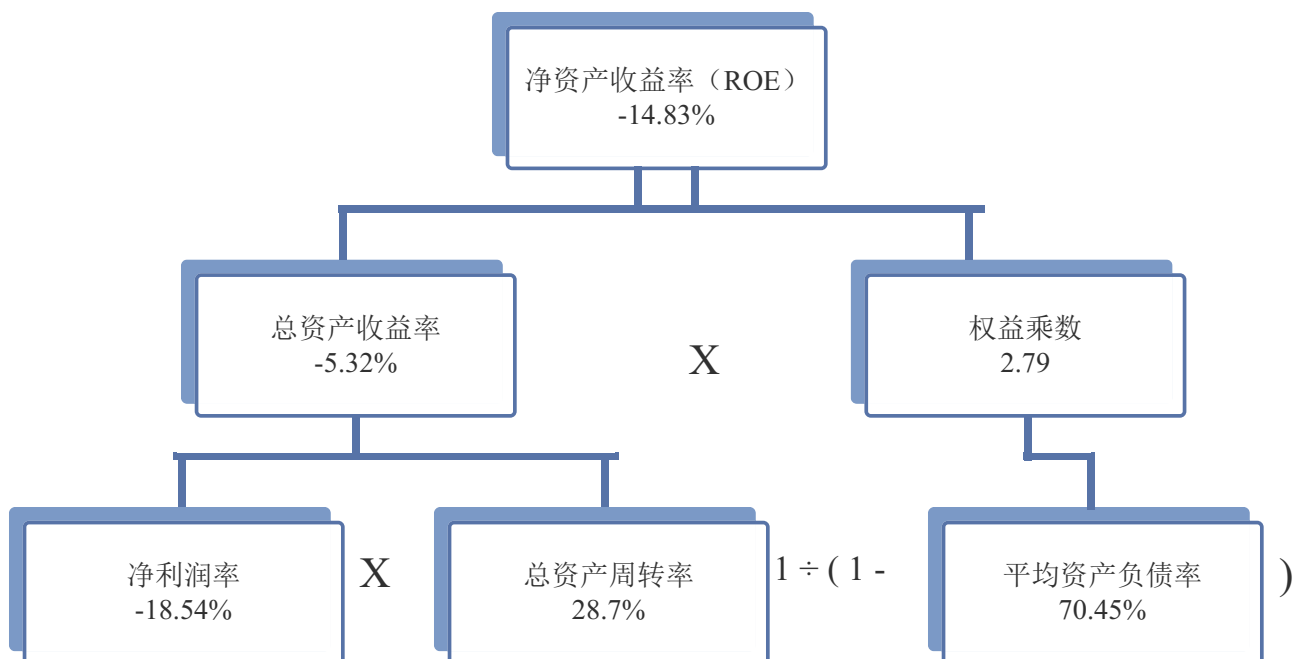 净资产收益率（ROE）
-14.83%
总资产收益率
-5.32%
X
权益乘数
2.79
净利润率
-18.54%
X
总资产周转率
28.7%
1 ÷ ( 1 -
平均资产负债率
70.45%
)